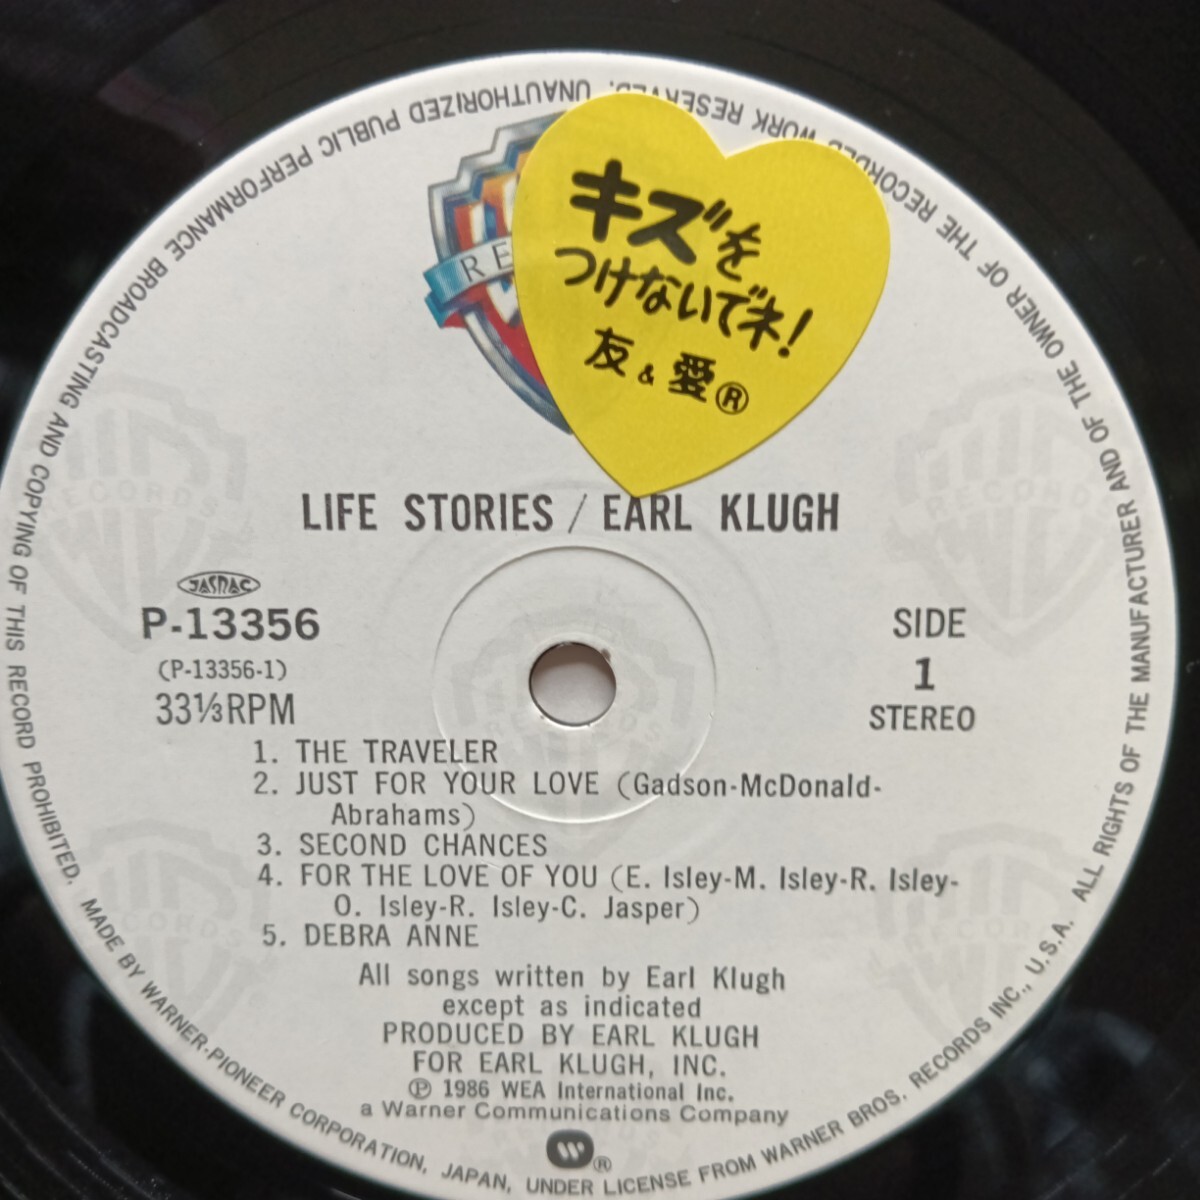 キズを
つけないでネ!
友 & 愛 ®
LIFE STORIES / EARL KLUGH
JASRAC
P-13356
(P-13356-1)
33⅓RPM
SIDE
1
STEREO
1. THE TRAVELER
2. JUST FOR YOUR LOVE (Gadson-McDonald-
Abrahams)
3. SECOND CHANCES
4. FOR THE LOVE OF YOU (E. Isley-M. Isley-R. Isley-
O. Isley-R. Isley-C. Jasper)
5. DEBRA ANNE
All songs written by Earl Klugh
except as indicated
PRODUCED BY EARL KLUGH
FOR EARL KLUGH, INC.
℗ 1986 WEA International Inc.
a Warner Communications Company
®
MADE BY WARNER-PIONEER CORPORATION, JAPAN, UNDER LICENSE FROM WARNER BROS. RECORDS INC., U.S.A. ALL RIGHTS OF THE MANUFACTURER AND OF THE OWNER OF THE RECORDED WORK RESERVED. UNAUTHORIZED PUBLIC PERFORMANCE BROADCASTING AND COPYING OF THIS RECORD PROHIBITED.